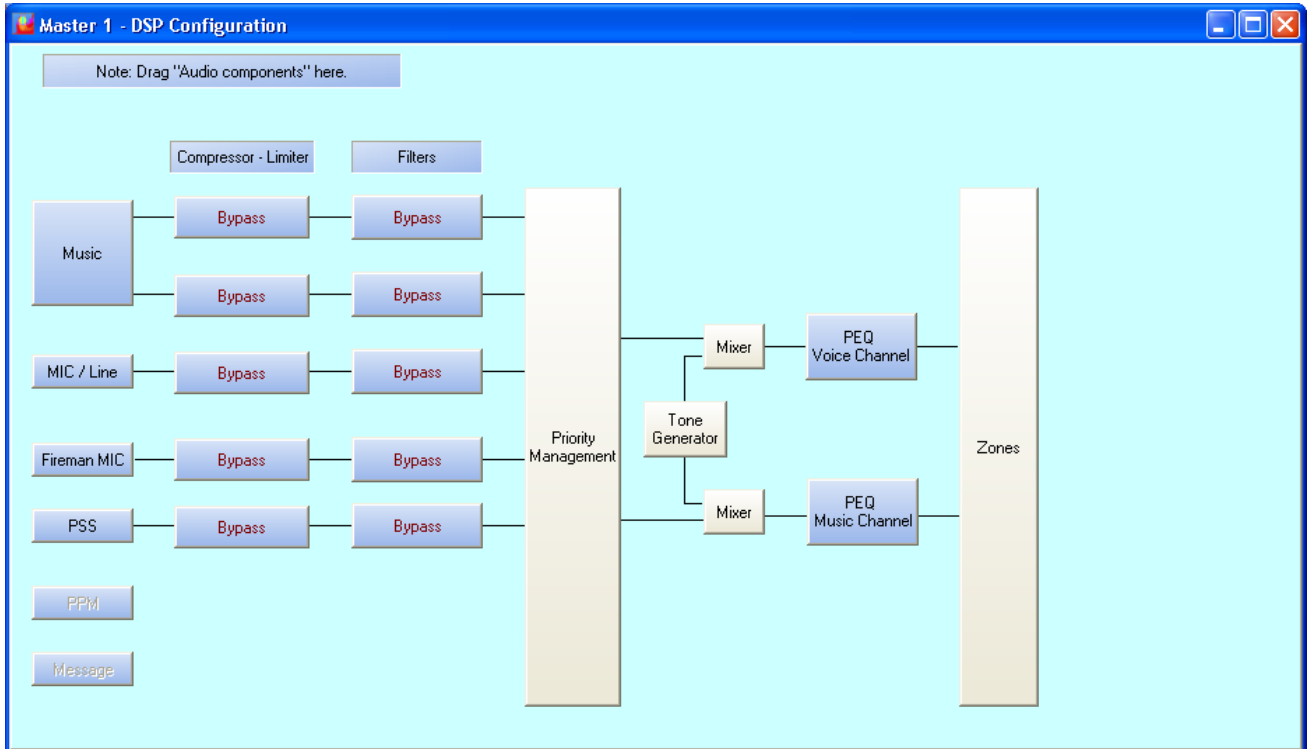 Master 1 - DSP Configuration
Note: Drag "Audio components" here.
Compressor - Limiter
Filters
Music
Bypass
Bypass
Bypass
Bypass
MIC / Line
Bypass
Bypass
Fireman MIC
Bypass
Bypass
PSS
Bypass
Bypass
PPM
Message
Priority
Management
Mixer
Tone
Generator
Mixer
PEQ
Voice Channel
PEQ
Music Channel
Zones